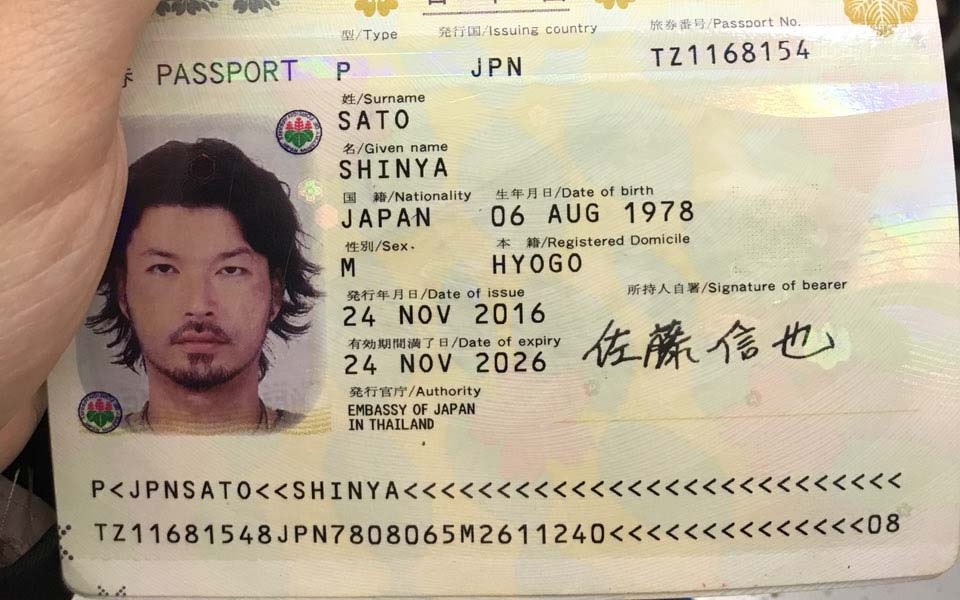 型/Type 発行国/Issuing country 旅券番号/Passport No.
PASSPORT P JPN TZ1168154
姓/Surname
SATO
名/Given name
SHINYA
国 籍/Nationality 生年月日/Date of birth
JAPAN 06 AUG 1978
性別/Sex 本 籍/Registered Domicile
M HYOGO
発行年月日/Date of issue 所持人自署/Signature of bearer
24 NOV 2016
有効期間満了日/Date of expiry 佐藤信也
24 NOV 2026
発行官庁/Authority
EMBASSY OF JAPAN
IN THAILAND
P<JPNSATO<<SHINYA<<<<<<<<<<<<<<<<<<<<<<<<<<<
TZ11681548JPN7808065M2611240<<<<<<<<<<<<<<08